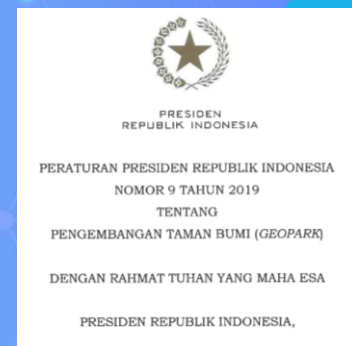 PRESIDEN
REPUBLIK INDONESIA
PERATURAN PRESIDEN REPUBLIK INDONESIA
NOMOR 9 TAHUN 2019
TENTANG
PENGEMBANGAN TAMAN BUMI (GEOPARK)
DENGAN RAHMAT TUHAN YANG MAHA ESA
PRESIDEN REPUBLIK INDONESIA,